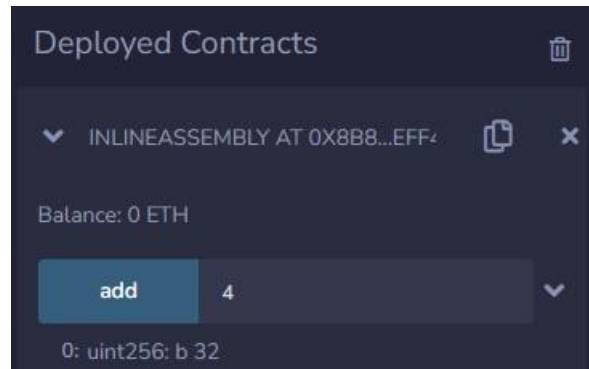 Deployed Contracts
INLINEASSEMBLY AT 0X8B8...EFF4
Balance: 0 ETH
add 4
0: uint256: b 32